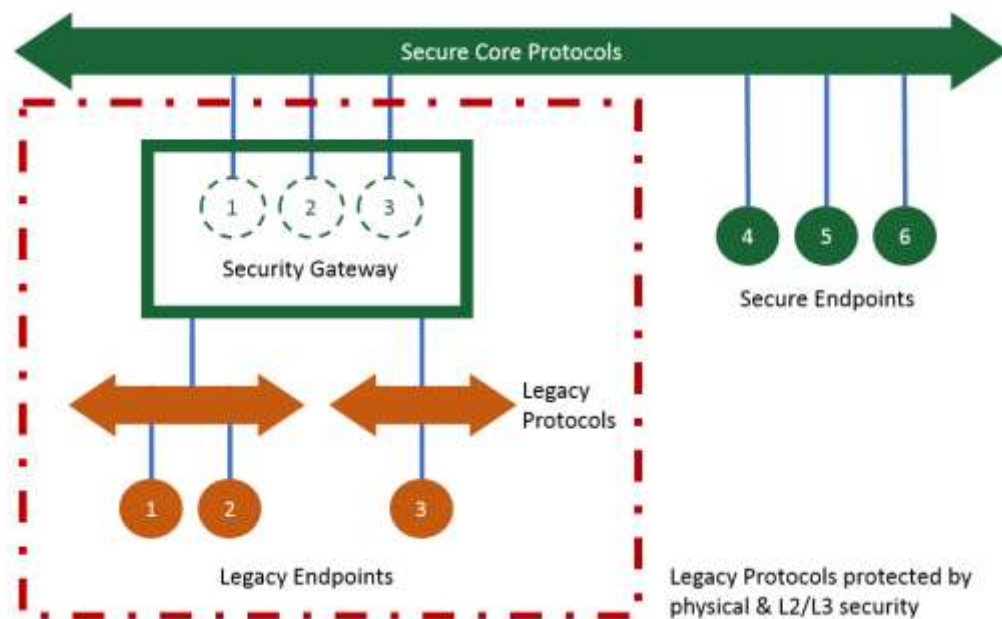 Secure Core Protocols
1 2 3
Security Gateway
4 5 6
Secure Endpoints
Legacy
Protocols
1 2 3
Legacy Endpoints
Legacy Protocols protected by
physical & L2/L3 security